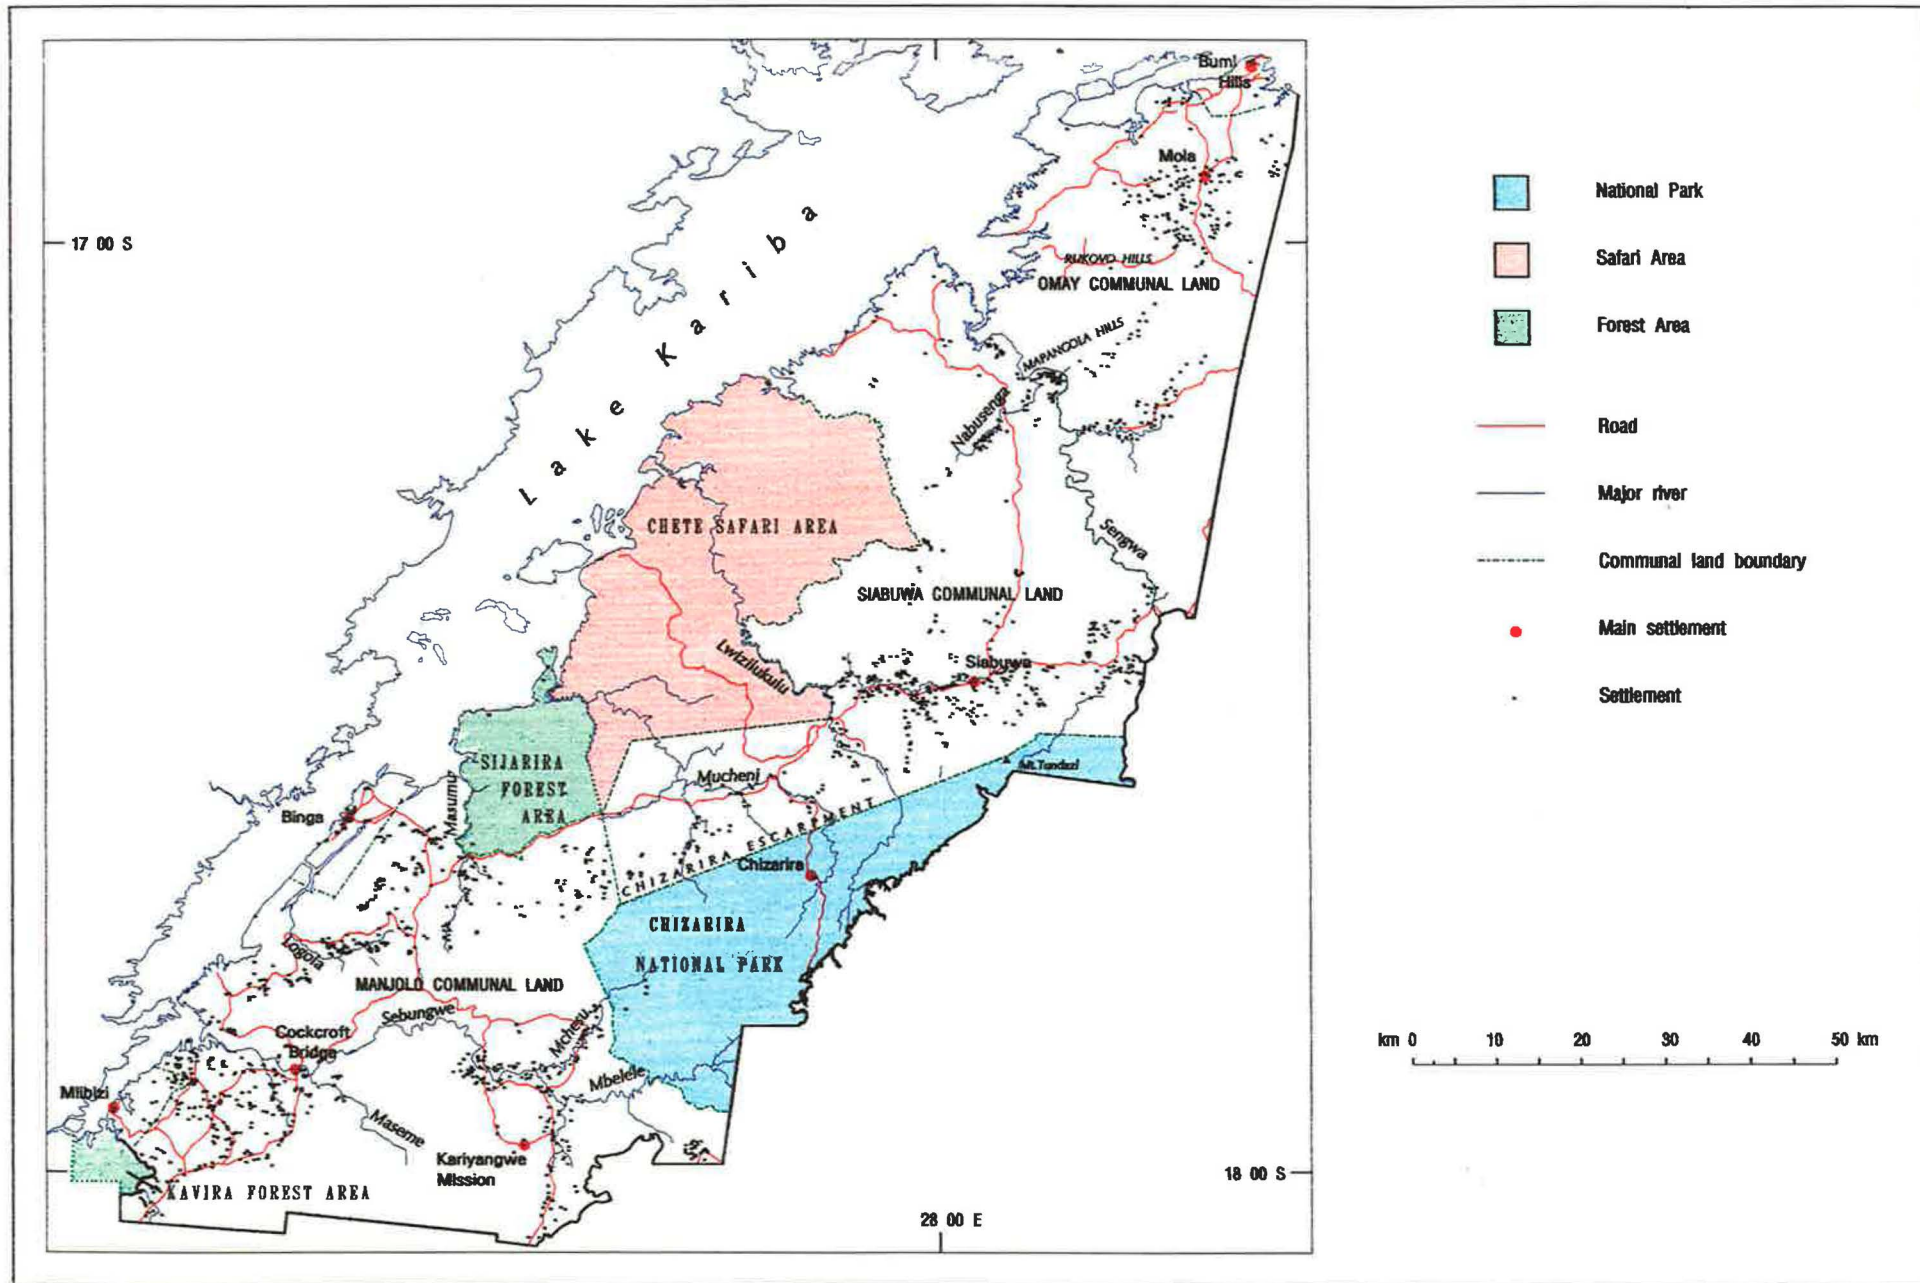 Bumi
Hills
Mola
17 00 S
RUKOVO HILLS
OMAY COMMUNAL LAND
Lake Kariba
MAPANGOLA HILLS
Nabusenga
CHETE SAFARI AREA
Sengwa
SIABUWA COMMUNAL LAND
Lwizilukulu
Siabuwa
SIJARIRA
FOREST
AREA
Masumu
Mucheni
Mt. Tundazi
Binga
CHIZARIRA ESCARPMENT
Chizarira
CHIZARIRA
NATIONAL PARK
Logola
MANJOLO COMMUNAL LAND
Sebungwe
Cockcroft
Bridge
Mcheru
Mbelele
Mlibizi
Maseme
Kariyangwe
Mission
KAVIRA FOREST AREA
18 00 S
28 00 E
National Park
Safari Area
Forest Area
Road
Major river
Communal land boundary
Main settlement
Settlement
km 0 10 20 30 40 50 km